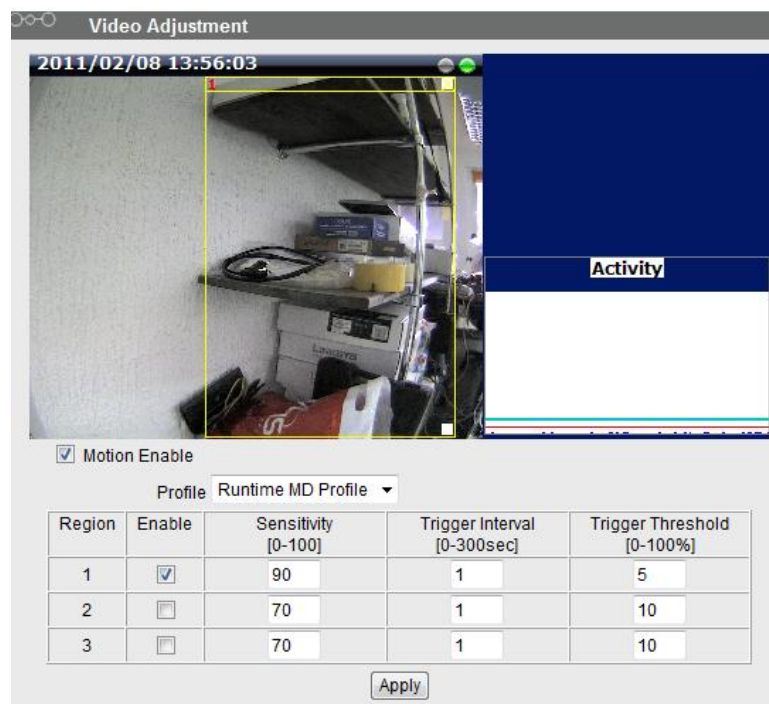 Video Adjustment
2011/02/08 13:56:03
1
Linksys
Activity
Motion Enable
Profile Runtime MD Profile
Region Enable Sensitivity [0-100] Trigger Interval [0-300sec] Trigger Threshold [0-100%]
1 90 1 5
2 70 1 10
3 70 1 10
Apply